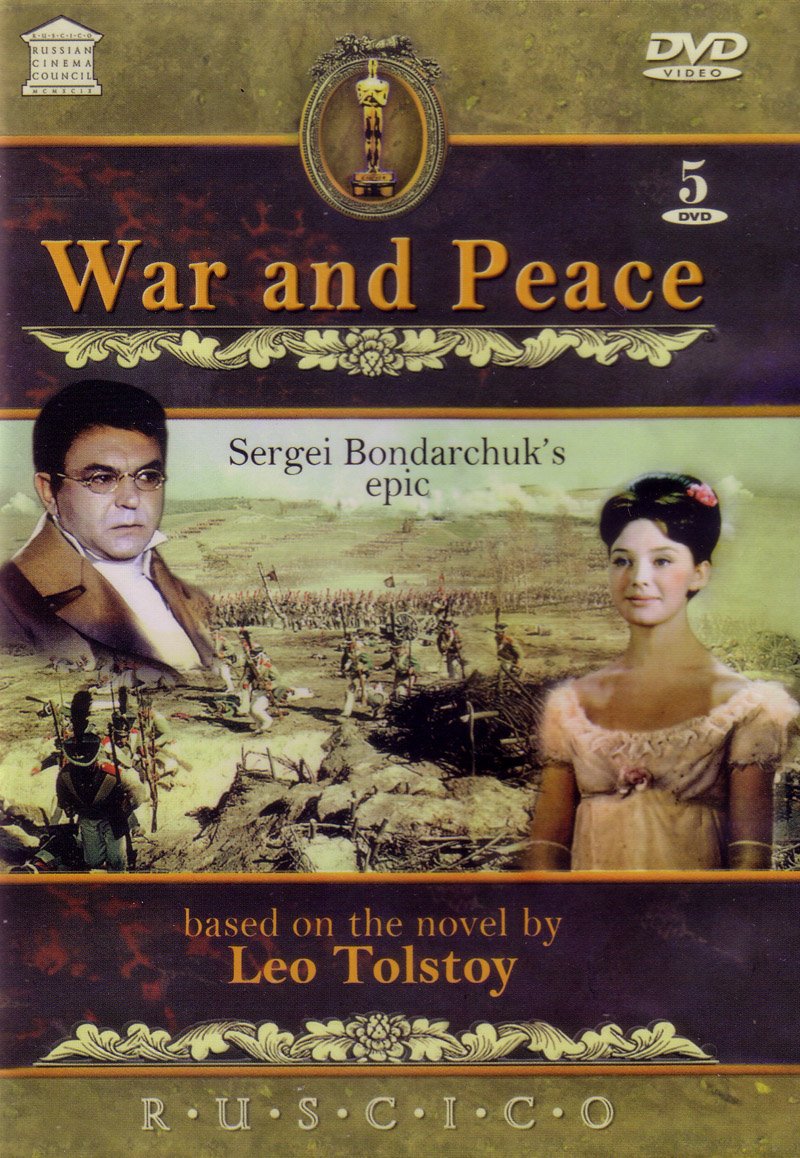 R·U·S·C·I·C·O
RUSSIAN
CINEMA
COUNCIL
MCMXCIX
DVD
VIDEO
5
DVD
War and Peace
Sergei Bondarchuk's
epic
based on the novel by
Leo Tolstoy
R·U·S·C·I·C·O